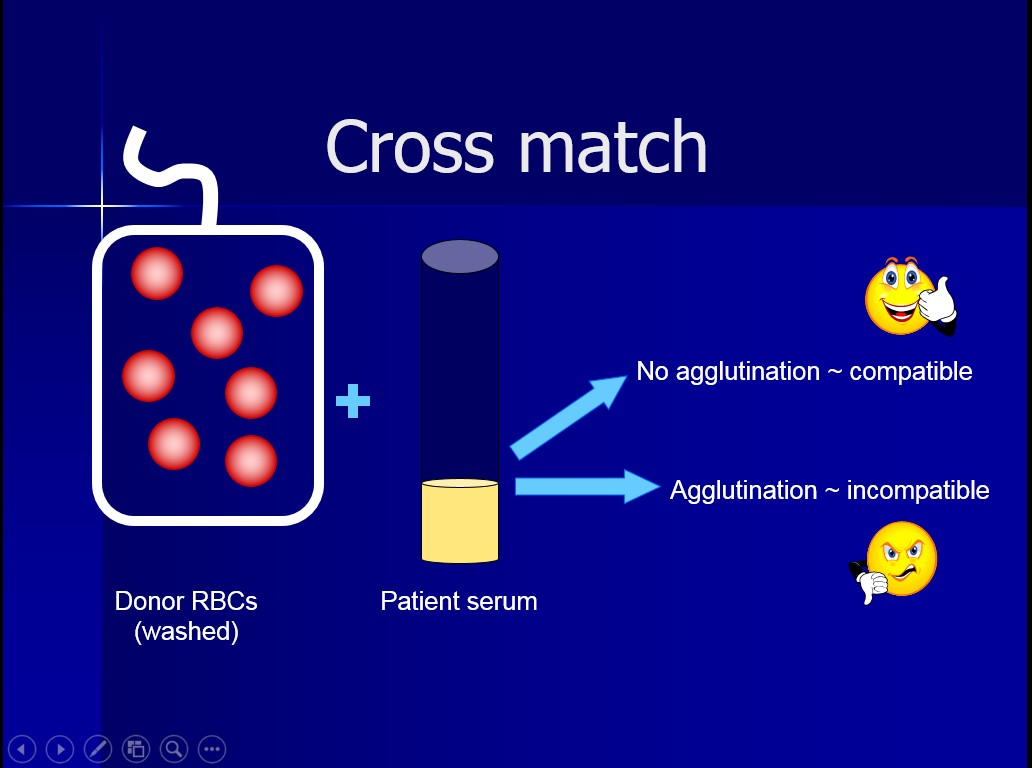 Cross match
No agglutination ~ compatible
Agglutination ~ incompatible
Donor RBCs
(washed)
Patient serum